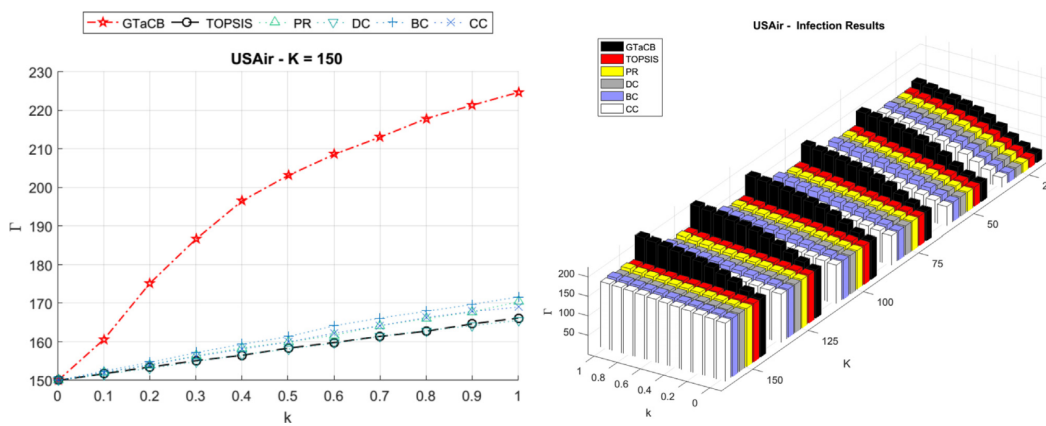 GTaCB TOPSIS PR DC BC CC
USAir - K = 150
230
220
210
200
190
180
170
160
150
Γ
0 0.1 0.2 0.3 0.4 0.5 0.6 0.7 0.8 0.9 1
k
USAir - Infection Results
GTaCB
TOPSIS
PR
DC
BC
CC
200
150
100
50
Γ
1 0.8 0.6 0.4 0.2 0
k
150 125 100 75 50
K